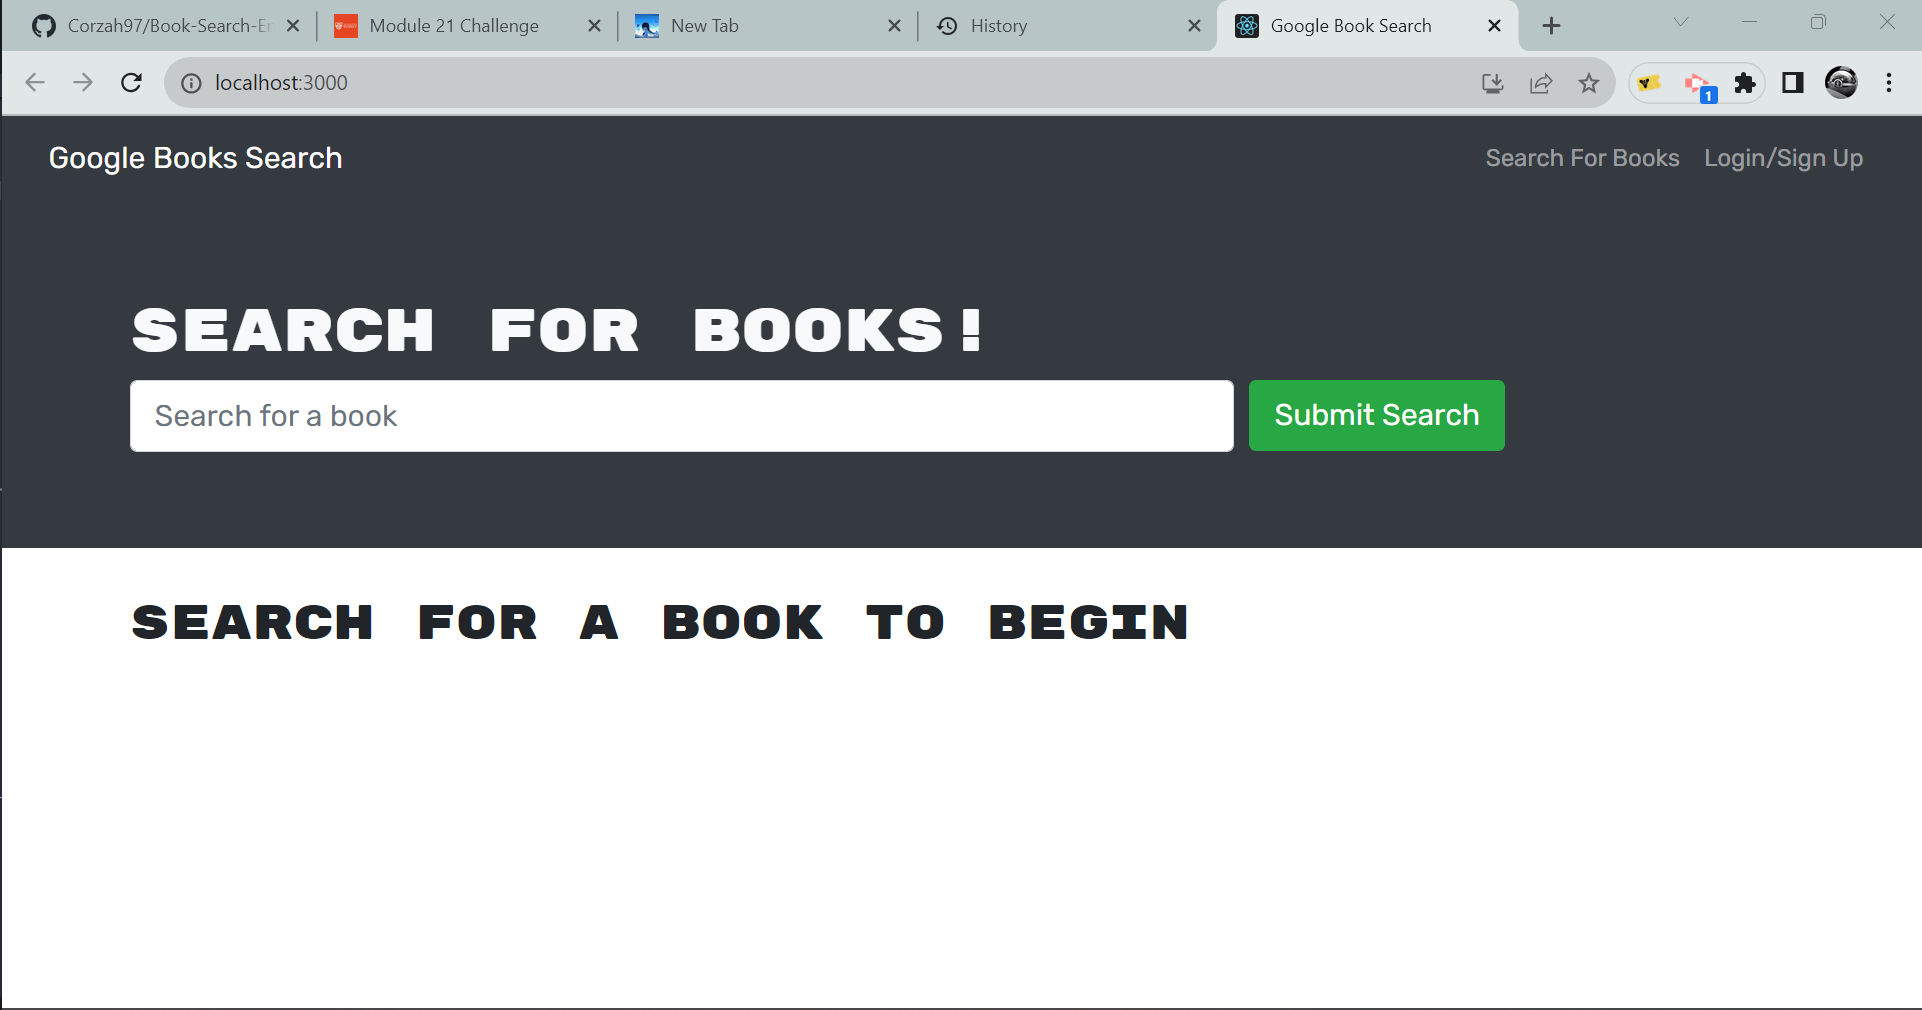 Corzah97/Book-Search-Er
Module 21 Challenge
New Tab
History
Google Book Search
localhost:3000
1
Google Books Search
Search For Books
Login/Sign Up
SEARCH FOR BOOKS!
Search for a book
Submit Search
SEARCH FOR A BOOK TO BEGIN